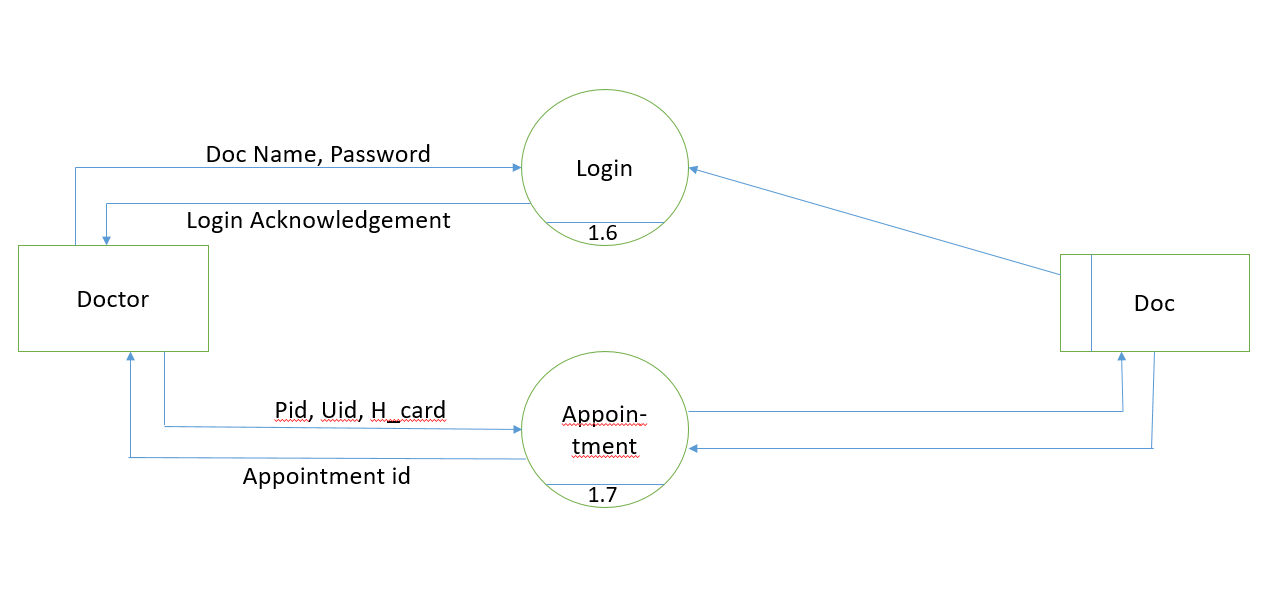 Doc Name, Password
Login
Login Acknowledgement
1.6
Doctor
Doc
Pid, Uid, H_card
Appoin-
tment
Appointment id
1.7